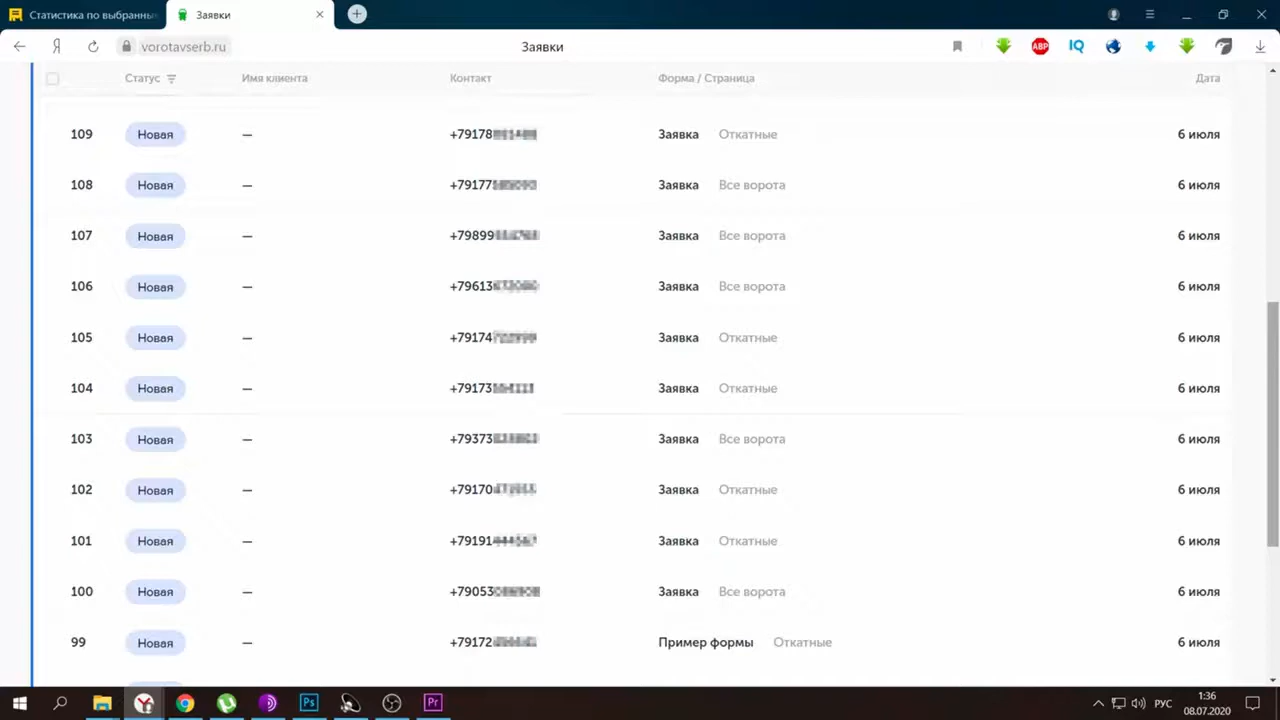 Статистика по выбранны
Заявки
Я vorotavserb.ru Заявки ABP IQ
Статус Имя клиента Контакт Форма / Страница Дата
109 Новая — +79178 Заявка Откатные 6 июля
108 Новая — +79177 Заявка Все ворота 6 июля
107 Новая — +79899 Заявка Все ворота 6 июля
106 Новая — +79613 Заявка Все ворота 6 июля
105 Новая — +79174 Заявка Откатные 6 июля
104 Новая — +79173 Заявка Откатные 6 июля
103 Новая — +79373 Заявка Все ворота 6 июля
102 Новая — +79170 Заявка Откатные 6 июля
101 Новая — +79191 Заявка Откатные 6 июля
100 Новая — +79053 Заявка Все ворота 6 июля
99 Новая — +79172 Пример формы Откатные 6 июля
Ps Pr РУС 1:36
08.07.2020